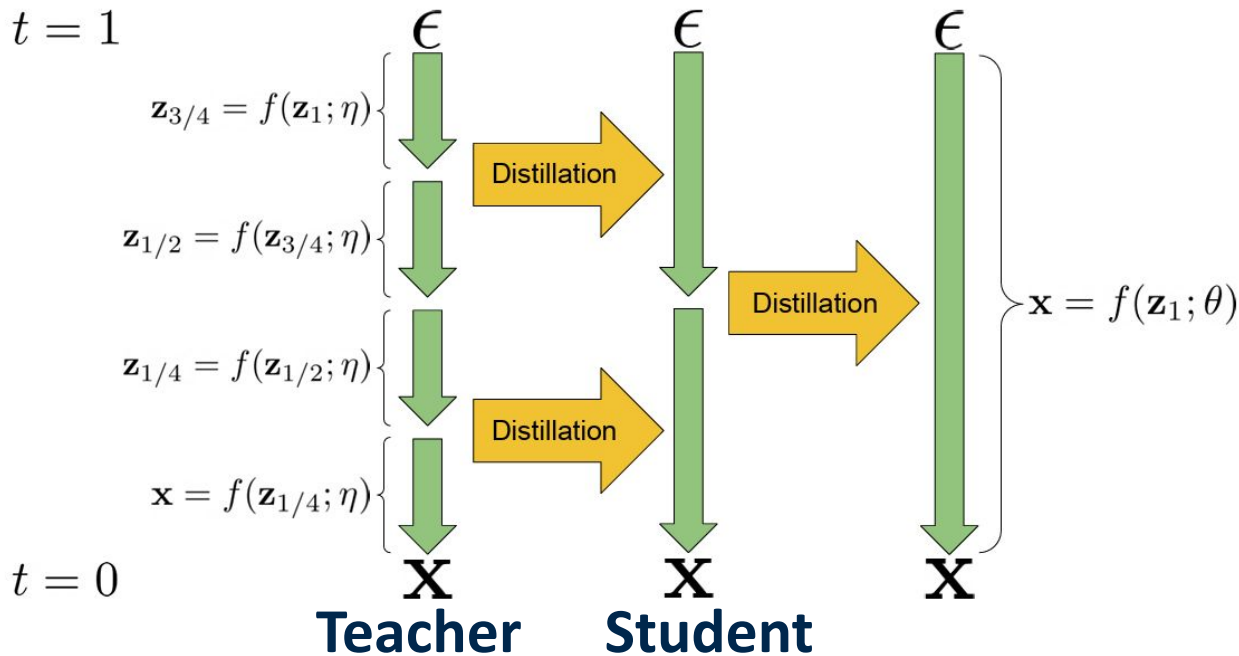 t = 1
ϵ
ϵ
ϵ
z_{3/4} = f(z_1; η)
Distillation
z_{1/2} = f(z_{3/4}; η)
Distillation
x = f(z_1; θ)
z_{1/4} = f(z_{1/2}; η)
Distillation
x = f(z_{1/4}; η)
t = 0
x
x
x
Teacher
Student